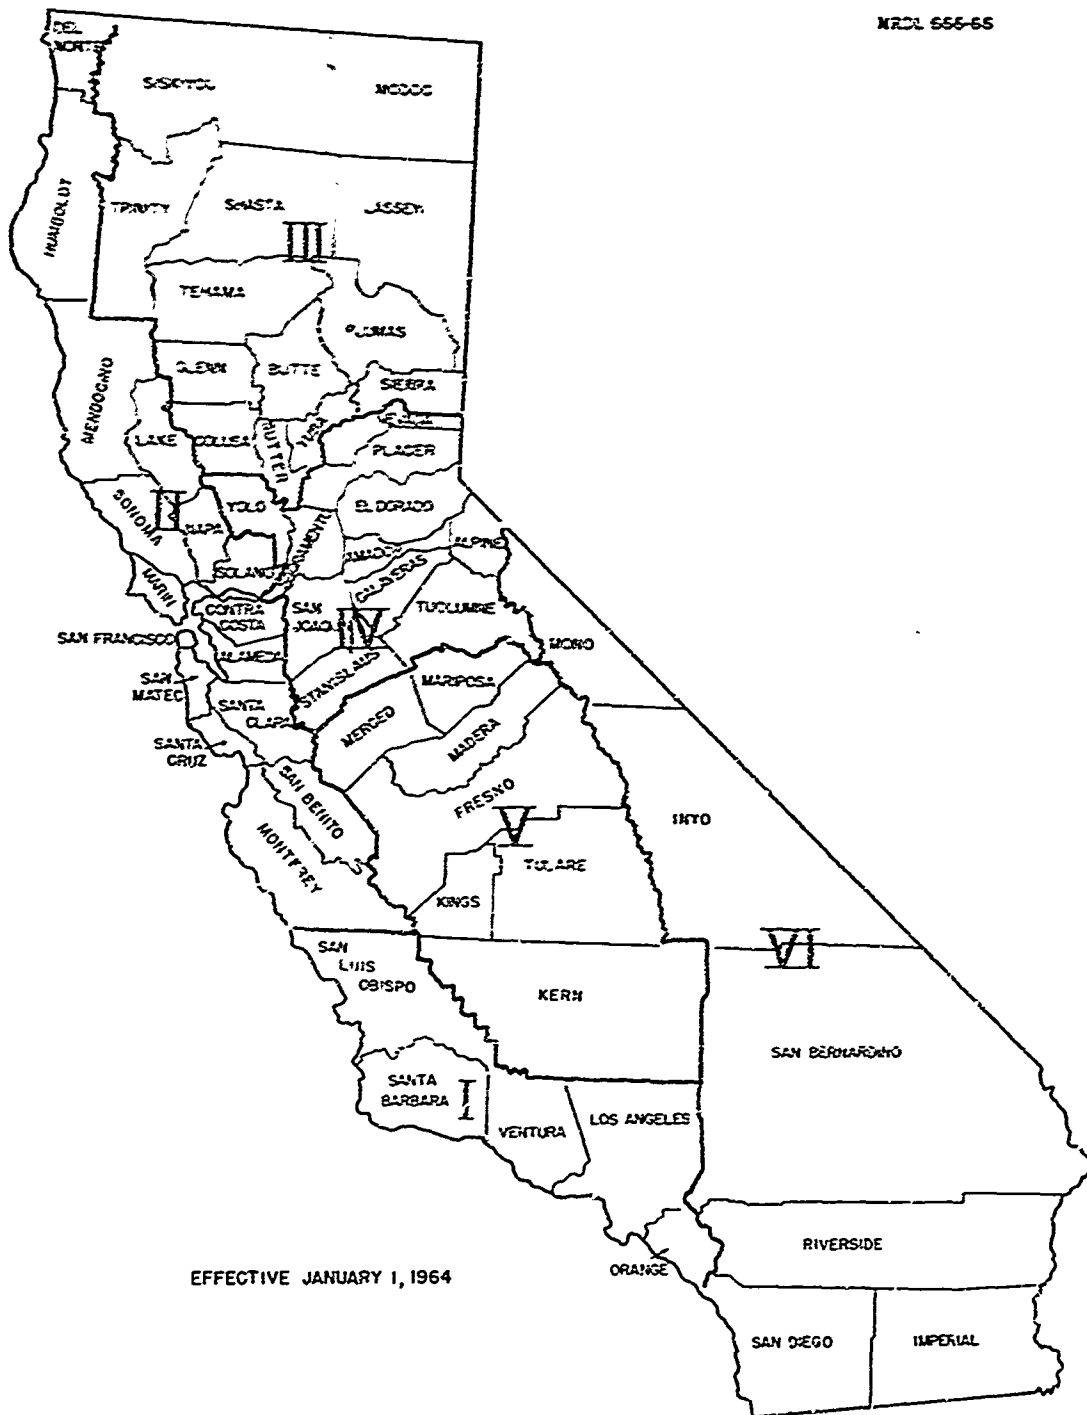 DEL
NORTE
SISKIYOU
MODOC
HUMBOLDT
TRINITY
SHASTA
LASSEN
III
TEHAMA
PLUMAS
MENDOCINO
GLENN
BUTTE
SIERRA
LAKE
COLUSA
SUTTER
YUBA
PLACER
SONOMA
II
NAPA
YOLO
EL DORADO
SACRAMENTO
AMADOR
ALPINE
SOLANO
MARIN
CALAVERAS
CONTRA
COSTA
SAN
JOAQUIN
IV
TUOLUMNE
MONO
SAN FRANCISCO
ALAMEDA
STANISLAUS
MARIPOSA
SAN
MATEO
SANTA
CLARA
MERCED
MADERA
SANTA
CRUZ
SAN BENITO
FRESNO
MONTEREY
V
TULARE
INYO
KINGS
SAN
LUIS
OBISPO
VI
KERN
SAN BERNARDINO
SANTA
BARBARA
I
VENTURA
LOS ANGELES
ORANGE
RIVERSIDE
SAN DIEGO
IMPERIAL
EFFECTIVE JANUARY 1, 1964